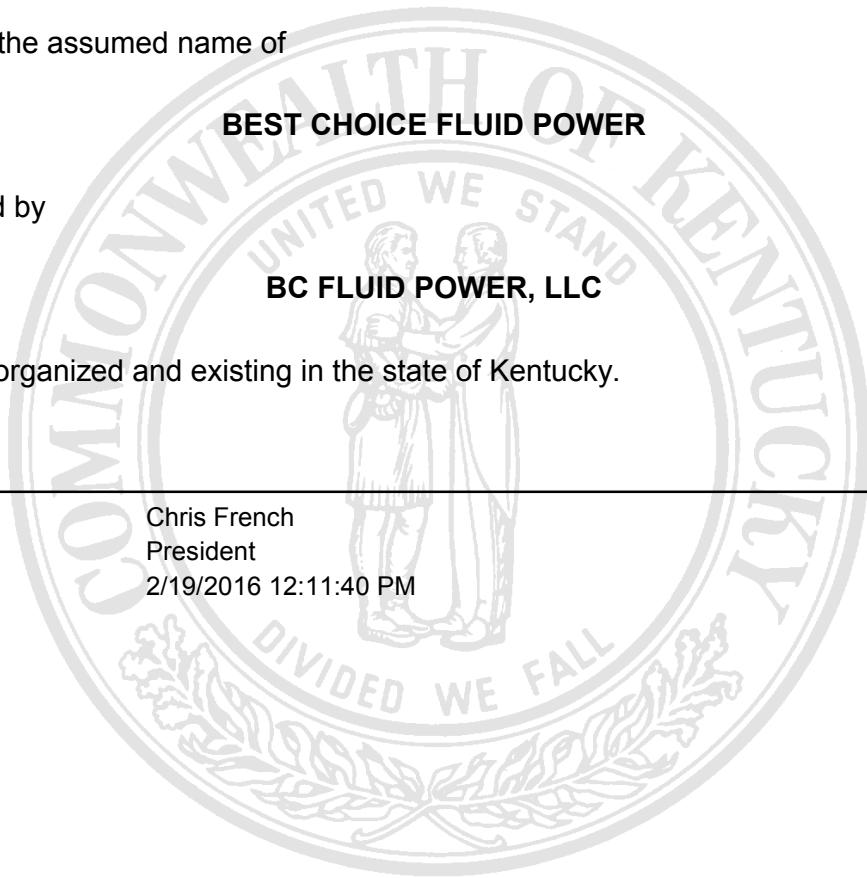 the assumed name of
BEST CHOICE FLUID POWER
d by
BC FLUID POWER, LLC
organized and existing in the state of Kentucky.
Chris French
President
2/19/2016 12:11:40 PM
COMMONWEALTH OF KENTUCKY
UNITED WE STAND
DIVIDED WE FALL